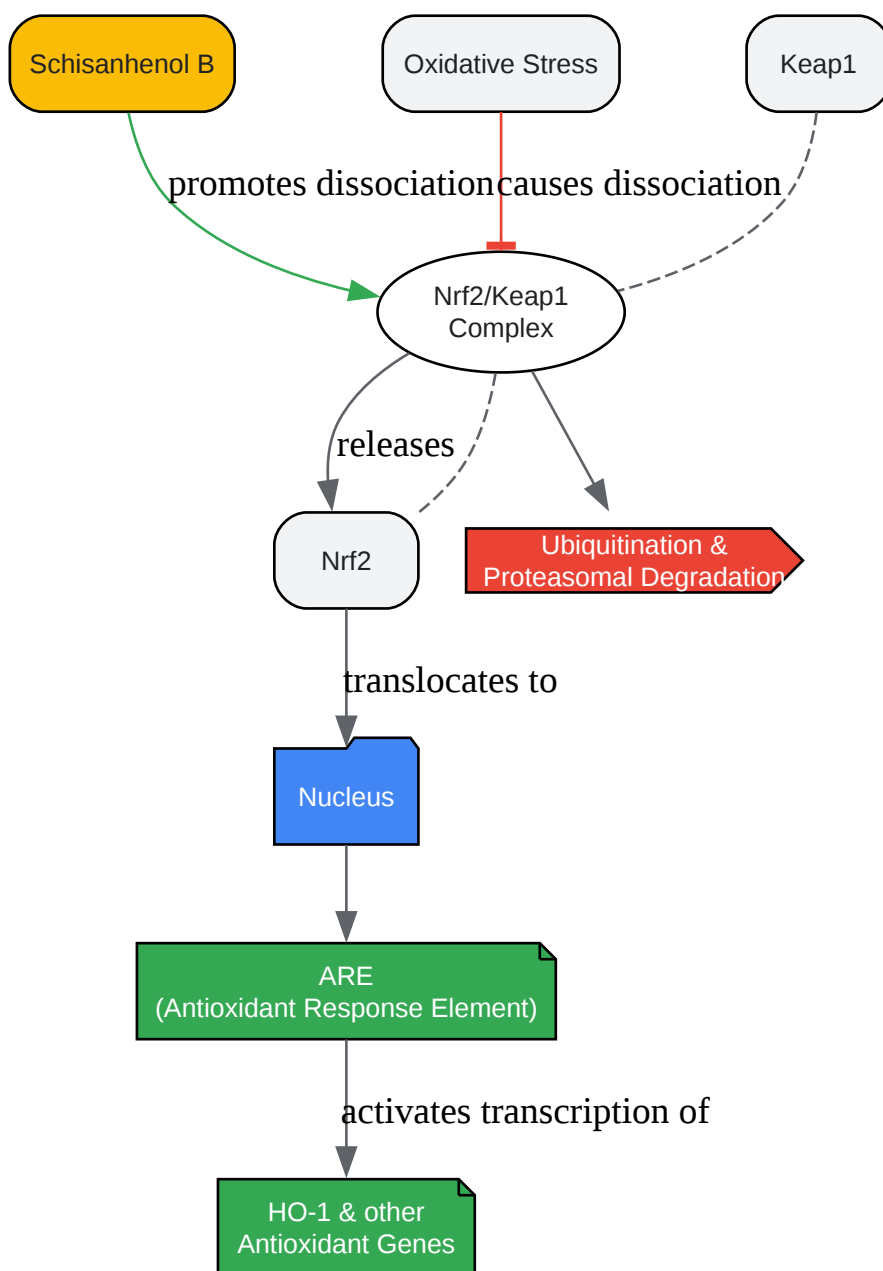 Schisanhenol B
Oxidative Stress
Keap1
promotes dissociation
causes dissociation
Nrf2/Keap1
Complex
releases
Nrf2
Ubiquitination &
Proteasomal Degradation
translocates to
Nucleus
ARE
(Antioxidant Response Element)
activates transcription of
HO-1 & other
Antioxidant Genes